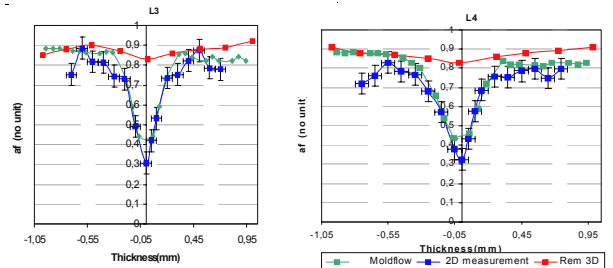 L3
1
0,9
0,8
0,7
0,6
0,5
0,4
0,3
0,2
0,1
0
af (no unit)
-1,05 -0,55 -0,05 0,45 0,95
Thickness(mm)
L4
1
0,9
0,8
0,7
0,6
0,5
0,4
0,3
0,2
0,1
0
af (no unit)
-1,05 -0,55 -0,05 0,45 0,95
Thickness(mm)
Moldflow 2D measurement Rem 3D